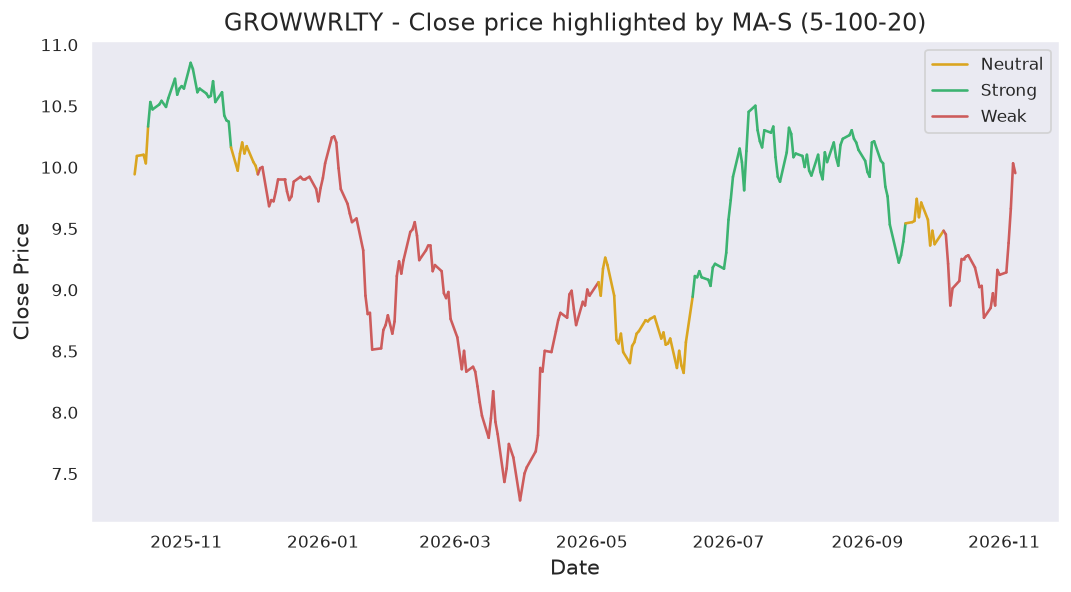 GROWWRLTY - Close price highlighted by MA-S (5-100-20)
Close Price
11.0
10.5
10.0
9.5
9.0
8.5
8.0
7.5
Neutral
Strong
Weak
2025-11
2026-01
2026-03
2026-05
2026-07
2026-09
2026-11
Date